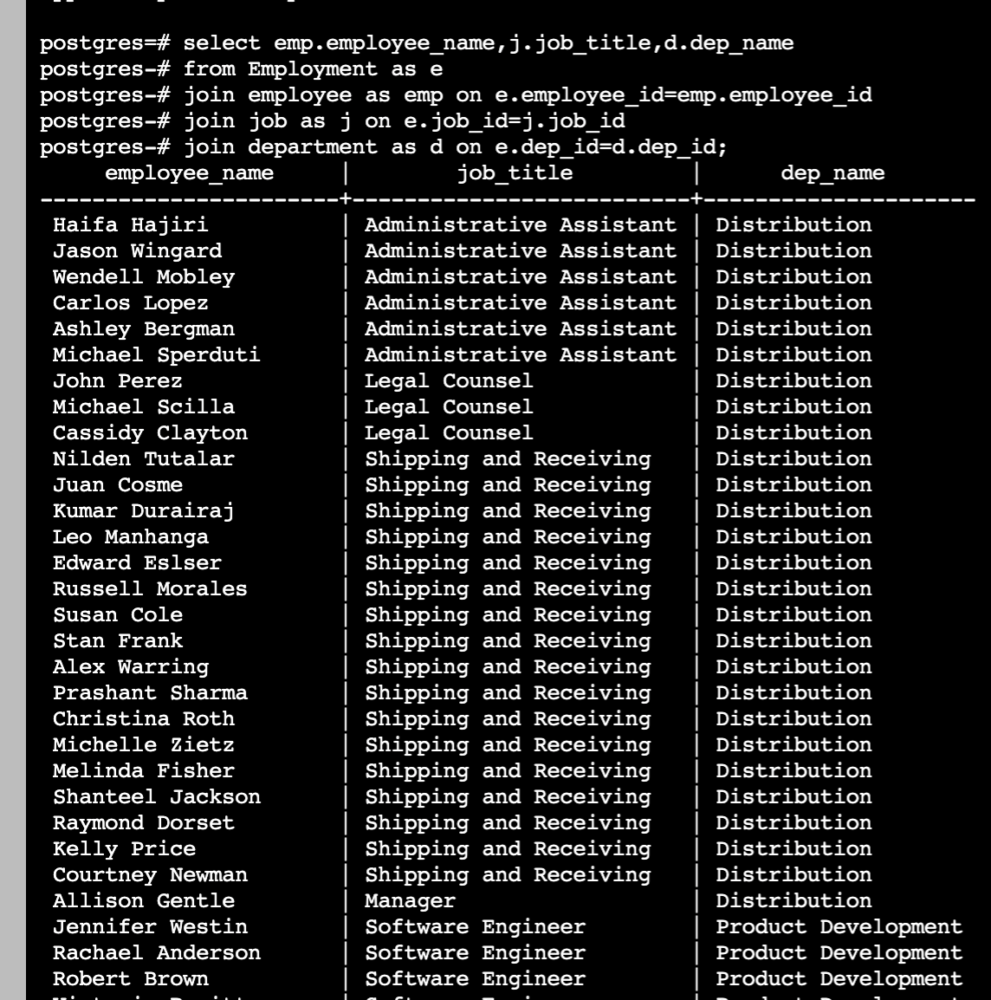 postgres=# select emp.employee_name,j.job_title,d.dep_name
postgres-# from Employment as e
postgres-# join employee as emp on e.employee_id=emp.employee_id
postgres-# join job as j on e.job_id=j.job_id
postgres-# join department as d on e.dep_id=d.dep_id;
employee_name | job_title | dep_name
-----------------------+--------------------------+---------------------
Haifa Hajiri | Administrative Assistant | Distribution
Jason Wingard | Administrative Assistant | Distribution
Wendell Mobley | Administrative Assistant | Distribution
Carlos Lopez | Administrative Assistant | Distribution
Ashley Bergman | Administrative Assistant | Distribution
Michael Sperduti | Administrative Assistant | Distribution
John Perez | Legal Counsel | Distribution
Michael Scilla | Legal Counsel | Distribution
Cassidy Clayton | Legal Counsel | Distribution
Nilden Tutalar | Shipping and Receiving | Distribution
Juan Cosme | Shipping and Receiving | Distribution
Kumar Durairaj | Shipping and Receiving | Distribution
Leo Manhanga | Shipping and Receiving | Distribution
Edward Eslser | Shipping and Receiving | Distribution
Russell Morales | Shipping and Receiving | Distribution
Susan Cole | Shipping and Receiving | Distribution
Stan Frank | Shipping and Receiving | Distribution
Alex Warring | Shipping and Receiving | Distribution
Prashant Sharma | Shipping and Receiving | Distribution
Christina Roth | Shipping and Receiving | Distribution
Michelle Zietz | Shipping and Receiving | Distribution
Melinda Fisher | Shipping and Receiving | Distribution
Shanteel Jackson | Shipping and Receiving | Distribution
Raymond Dorset | Shipping and Receiving | Distribution
Kelly Price | Shipping and Receiving | Distribution
Courtney Newman | Shipping and Receiving | Distribution
Allison Gentle | Manager | Distribution
Jennifer Westin | Software Engineer | Product Development
Rachael Anderson | Software Engineer | Product Development
Robert Brown | Software Engineer | Product Development